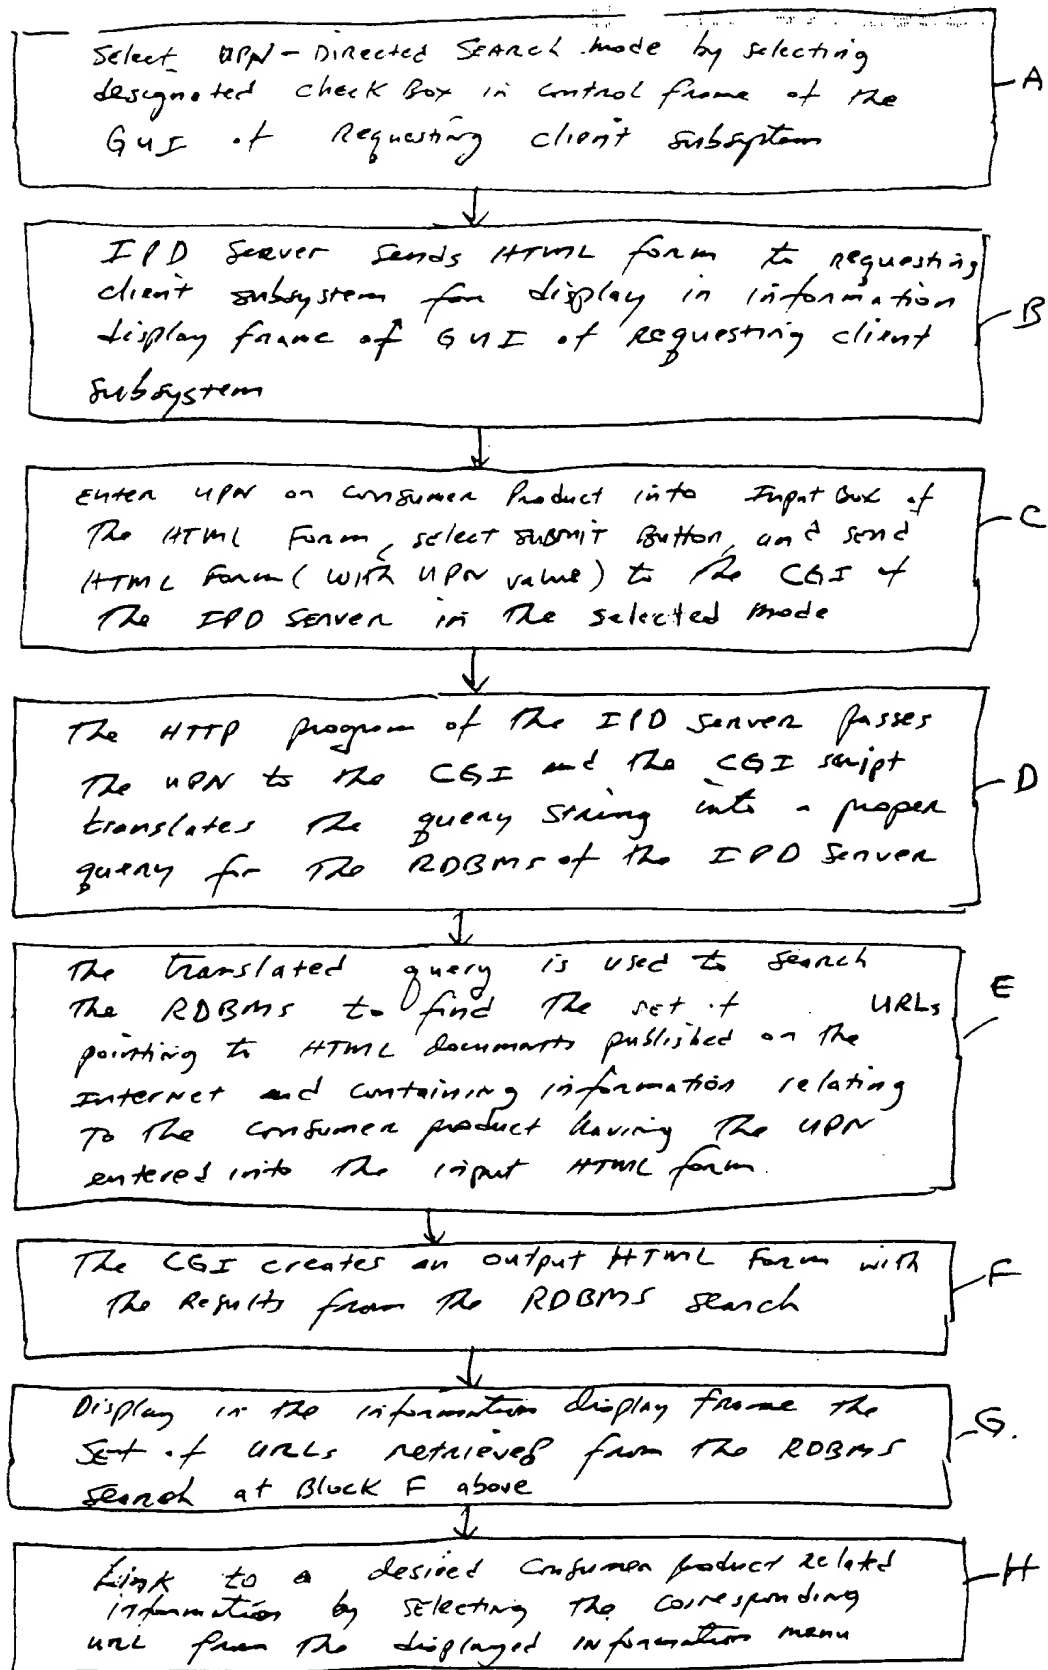 Select UPN-Directed Search mode by selecting
designated check Box in control frame of the
GUI of Requesting client subsystem
A
IPD Server Sends HTML form to requesting
client subsystem for display in information
display frame of GUI of Requesting client
subsystem
B
Enter UPN on Consumer Product into Input Box of
The HTML Form, select submit Button, and send
HTML Form (with UPN value) to the CGI of
The IPD Server in the selected mode
C
The HTTP program of the IPD Server passes
The UPN to the CGI and the CGI script
translates the query string into a proper
query for the RDBMS of the IPD Server
D
The translated query is used to search
The RDBMS to find the set of URLs
pointing to HTML documents published on the
Internet and containing information relating
To the consumer product having the UPN
entered into the input HTML form.
E
The CGI creates an output HTML Form with
the Results from the RDBMS search
F
Display in the information display frame the
Set of URLs retrieved from the RDBMS
Search at Block F above
G.
Link to a desired Consumer product related
information by selecting the corresponding
URL from the displayed information menu
H